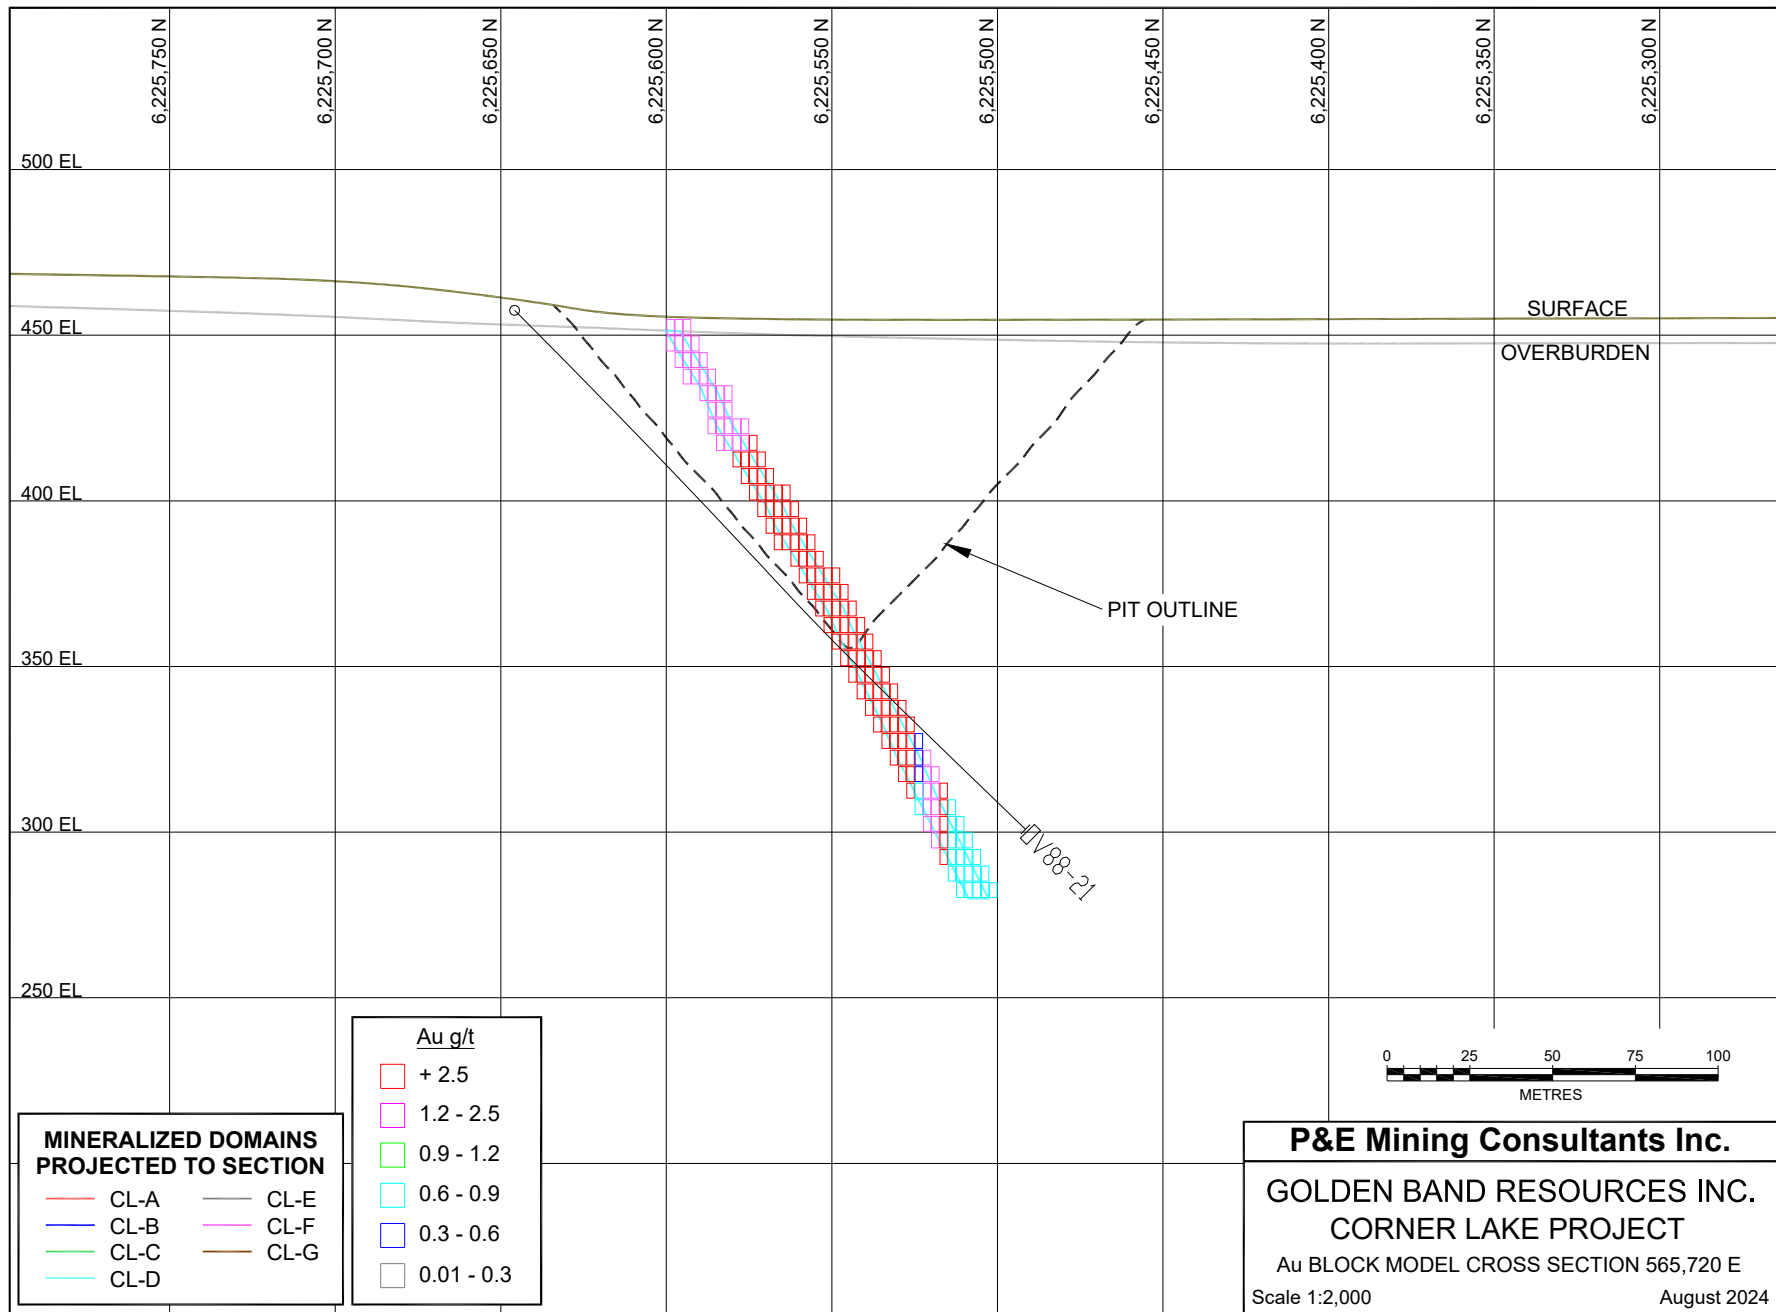 6,225,750 N
6,225,700 N
6,225,650 N
6,225,600 N
6,225,550 N
6,225,500 N
6,225,450 N
6,225,400 N
6,225,350 N
6,225,300 N
500 EL
450 EL
400 EL
350 EL
300 EL
250 EL
SURFACE
OVERBURDEN
PIT OUTLINE
V88-21
Au g/t
+ 2.5
1.2 - 2.5
0.9 - 1.2
0.6 - 0.9
0.3 - 0.6
0.01 - 0.3
MINERALIZED DOMAINS
PROJECTED TO SECTION
CL-A
CL-B
CL-C
CL-D
CL-E
CL-F
CL-G
0 25 50 75 100
METRES
P&E Mining Consultants Inc.
GOLDEN BAND RESOURCES INC.
CORNER LAKE PROJECT
Au BLOCK MODEL CROSS SECTION 565,720 E
Scale 1:2,000 August 2024